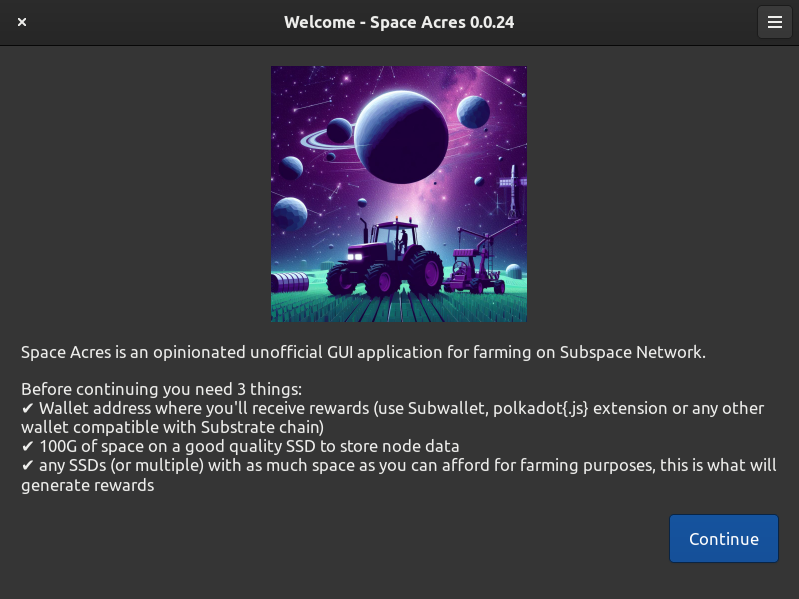 Welcome - Space Acres 0.0.24
Space Acres is an opinionated unofficial GUI application for farming on Subspace Network.
Before continuing you need 3 things:
✔ Wallet address where you'll receive rewards (use Subwallet, polkadot{.js} extension or any other
wallet compatible with Substrate chain)
✔ 100G of space on a good quality SSD to store node data
✔ any SSDs (or multiple) with as much space as you can afford for farming purposes, this is what will
generate rewards
Continue